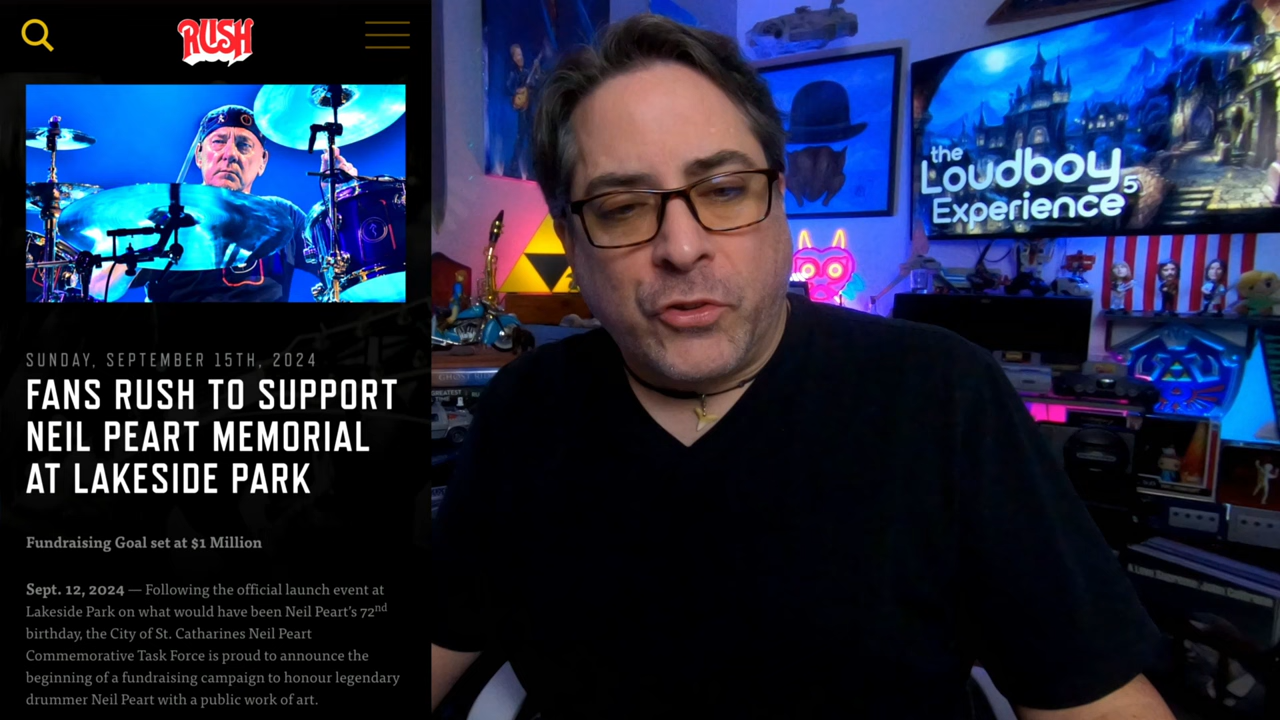 RUSH
SUNDAY, SEPTEMBER 15TH, 2024
FANS RUSH TO SUPPORT
NEIL PEART MEMORIAL
AT LAKESIDE PARK
Fundraising Goal set at $1 Million
Sept. 12, 2024 — Following the official launch event at
Lakeside Park on what would have been Neil Peart's 72nd
birthday, the City of St. Catharines Neil Peart
Commemorative Task Force is proud to announce the
beginning of a fundraising campaign to honour legendary
drummer Neil Peart with a public work of art.
the
Loudboy5
Experience